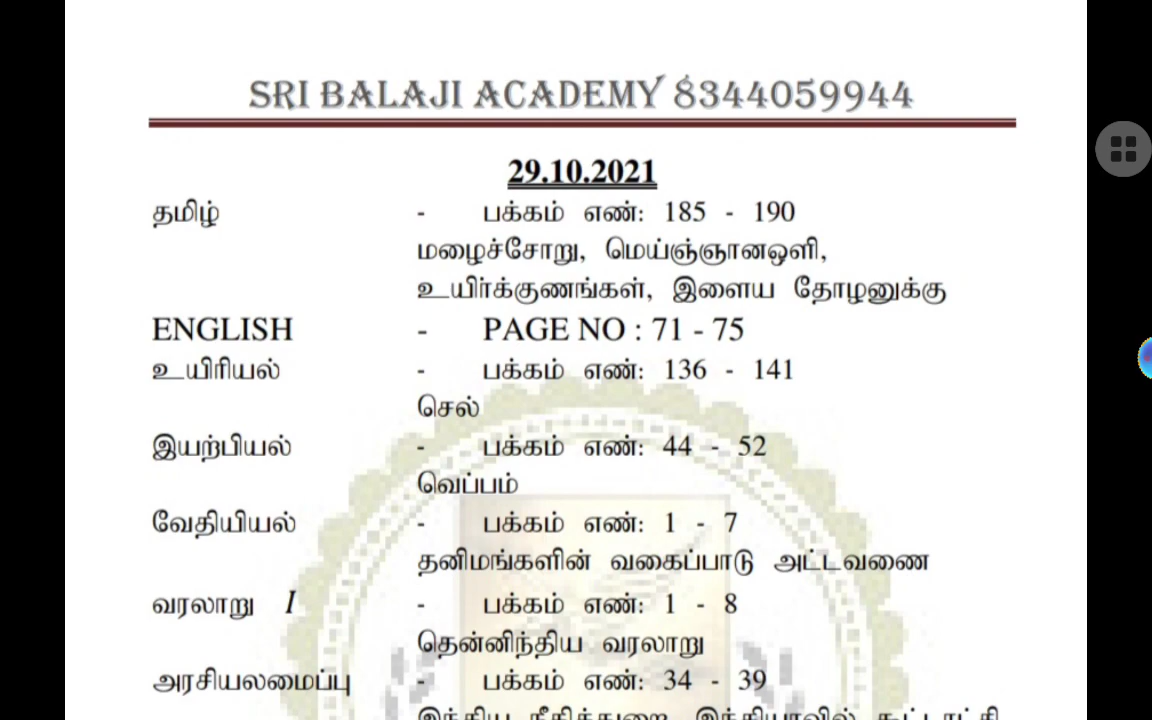 SRI BALAJI ACADEMY 8344059944
29.10.2021
தமிழ் - பக்கம் எண்: 185 - 190
மழைச்சோறு, மெய்ஞ்ஞானஒளி,
உயிர்க்குணங்கள், இளைய தோழனுக்கு
ENGLISH - PAGE NO : 71 - 75
உயிரியல் - பக்கம் எண்: 136 - 141
செல்
இயற்பியல் - பக்கம் எண்: 44 - 52
வெப்பம்
வேதியியல் - பக்கம் எண்: 1 - 7
தனிமங்களின் வகைப்பாடு அட்டவணை
வரலாறு I - பக்கம் எண்: 1 - 8
தென்னிந்திய வரலாறு
அரசியலமைப்பு - பக்கம் எண்: 34 - 39
இந்திய நீதித்துறை, இந்தியாவில் கூட்டாட்சி